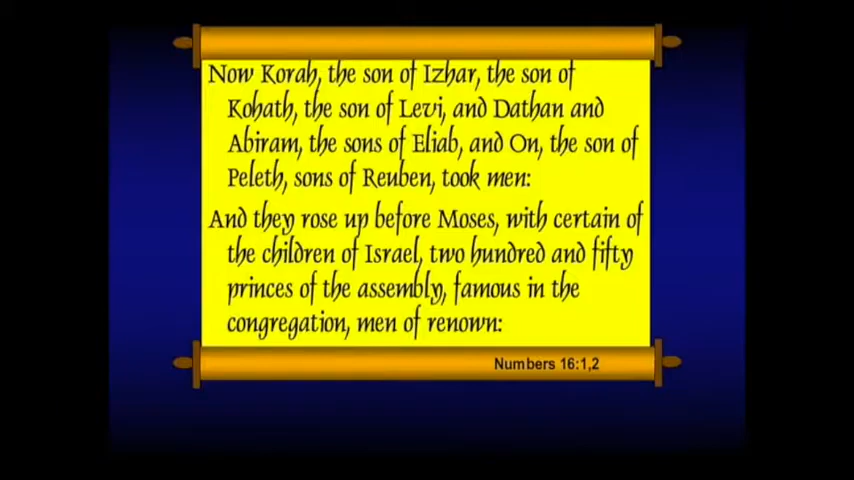 Now Korah, the son of Izhar, the son of
Kohath, the son of Levi, and Dathan and
Abiram, the sons of Eliab, and On, the son of
Peleth, sons of Reuben, took men:
And they rose up before Moses, with certain of
the children of Israel, two hundred and fifty
princes of the assembly, famous in the
congregation, men of renown:
Numbers 16:1,2